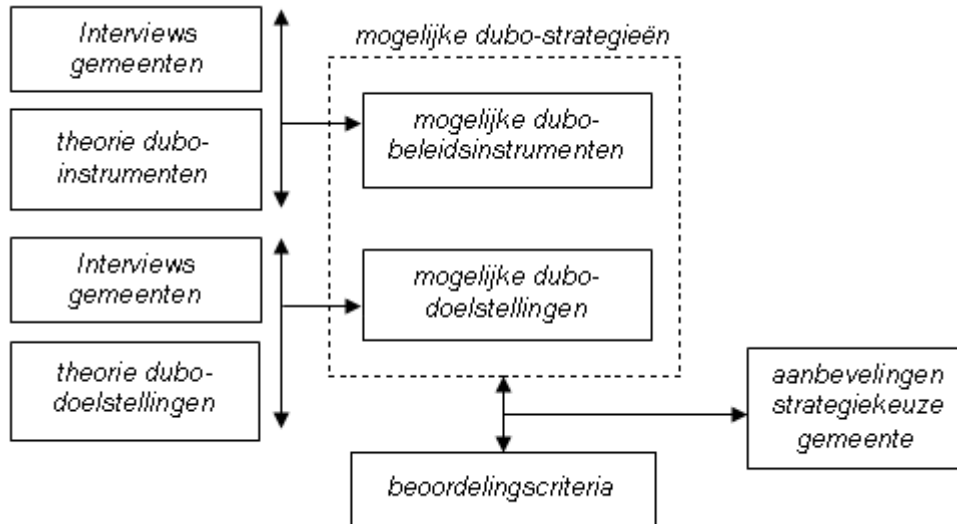 Interviews
gemeenten
theorie dubo-
instrumenten
Interviews
gemeenten
theorie dubo-
doelstellingen
mogelijke dubo-strategieën
mogelijke dubo-
beleidsinstrumenten
mogelijke dubo-
doelstellingen
beoordelingscriteria
aanbevelingen
strategiekeuze
gemeente